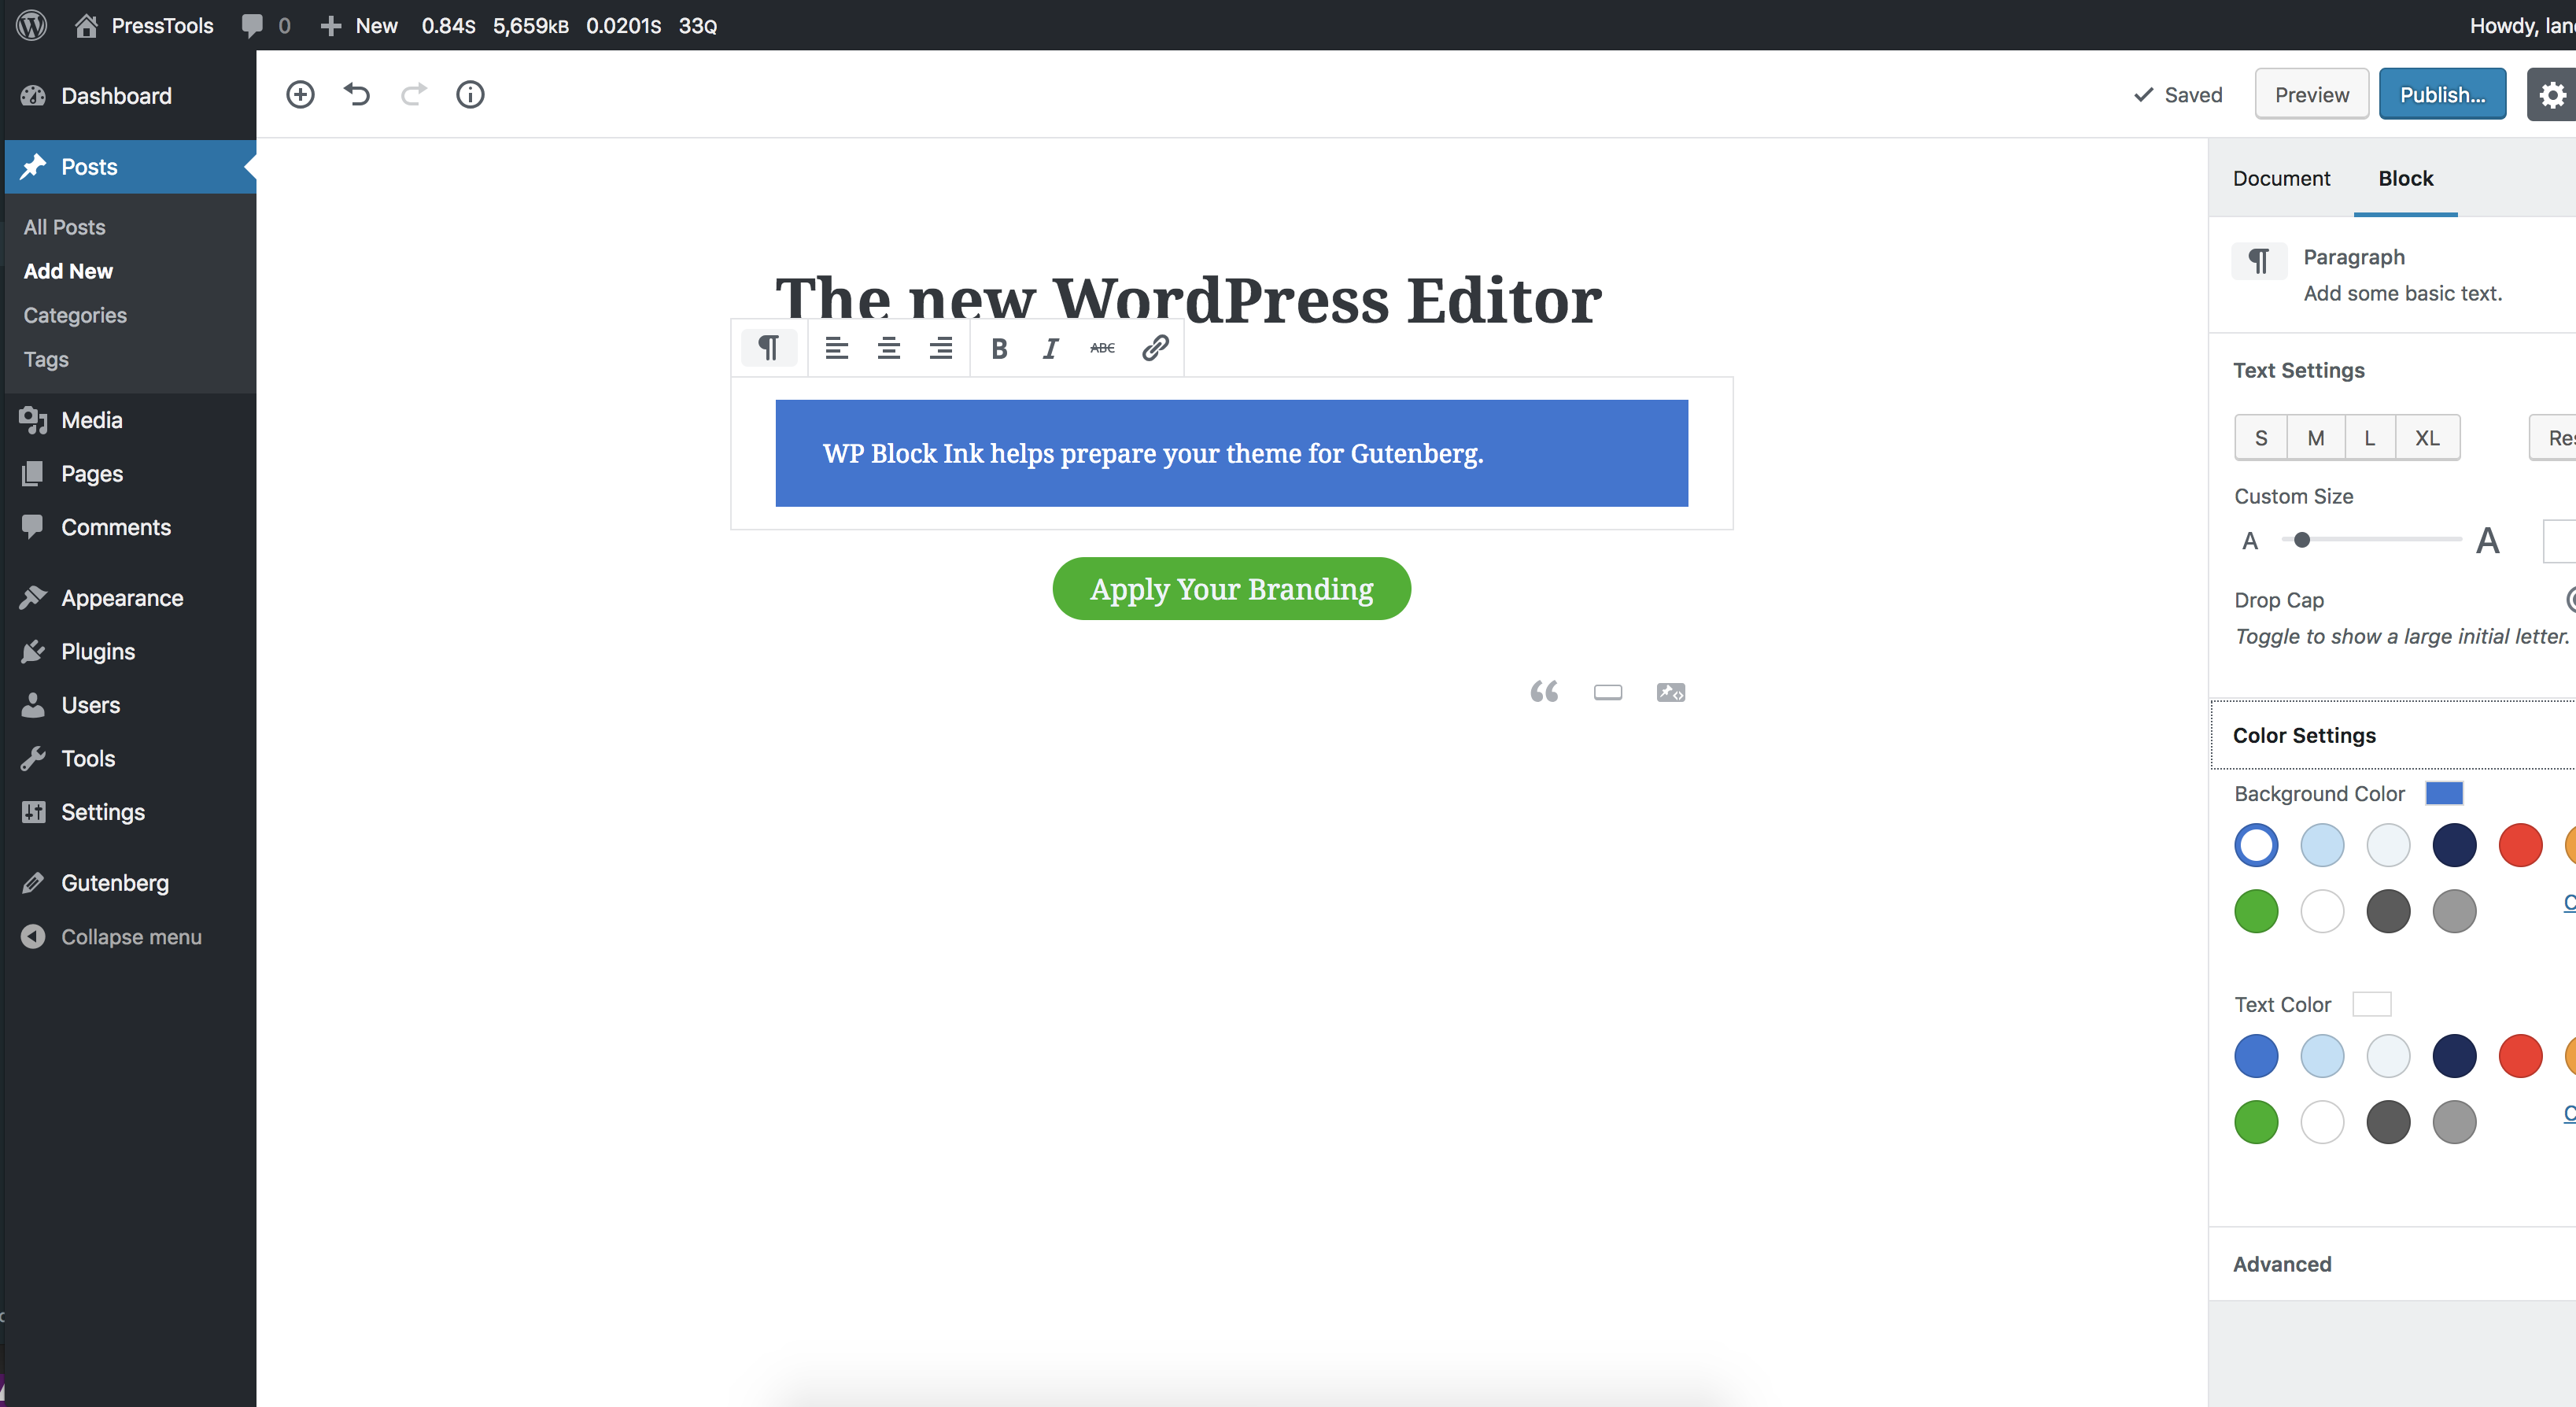 PressTools 0 New 0.84s 5,659kB 0.0201s 33Q
Howdy,
Dashboard
Posts
All Posts
Add New
Categories
Tags
Media
Pages
Comments
Appearance
Plugins
Users
Tools
Settings
Gutenberg
Collapse menu
Saved
Preview
Publish...
The new WordPress Editor
B I ABC
WP Block Ink helps prepare your theme for Gutenberg.
Apply Your Branding
Document
Block
Paragraph
Add some basic text.
Text Settings
S M L XL
Custom Size
A A
Drop Cap
Toggle to show a large initial letter.
Color Settings
Background Color
Text Color
Advanced